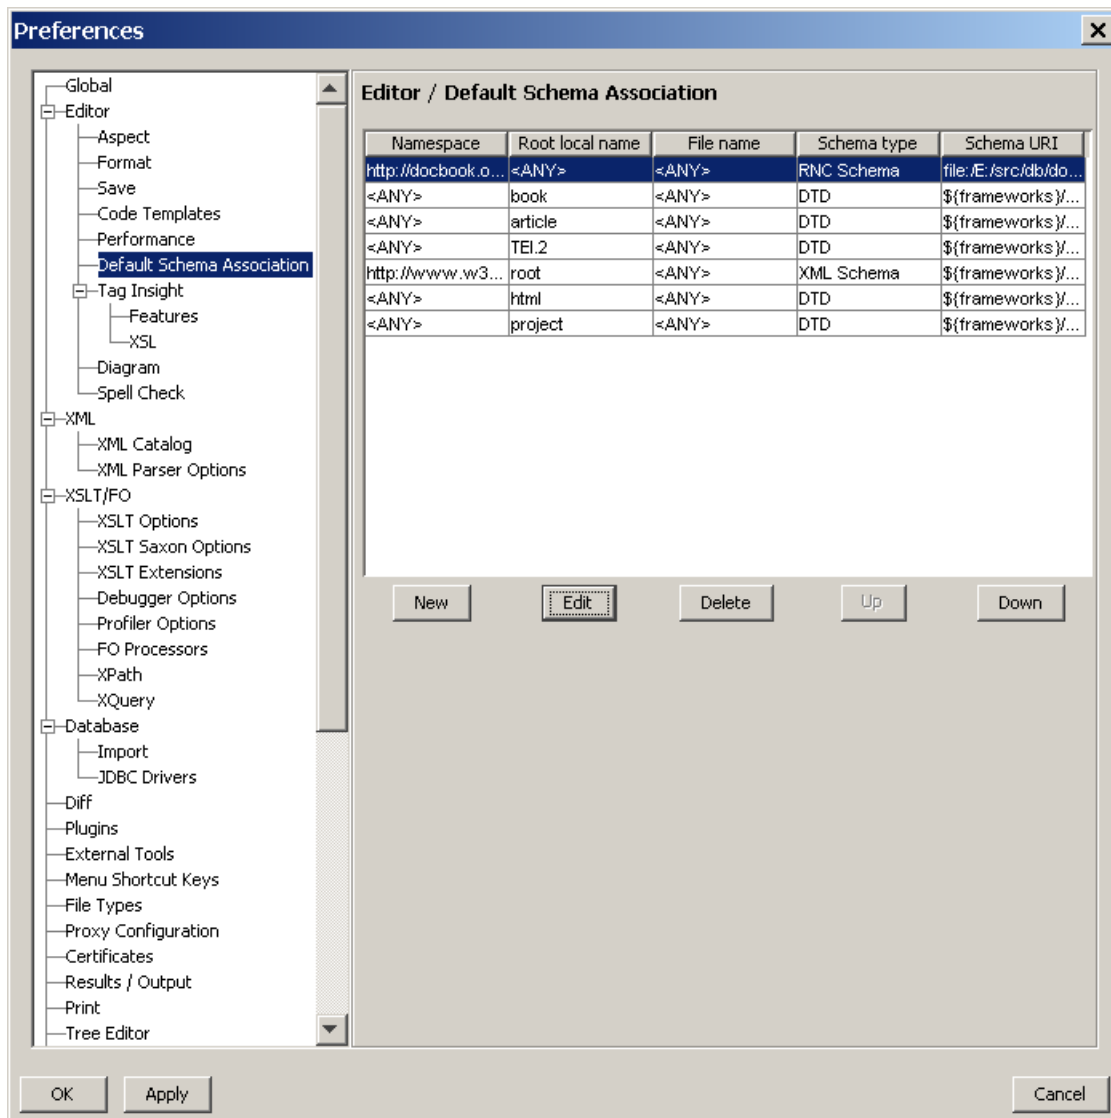 Preferences
Global
Editor
Aspect
Format
Save
Code Templates
Performance
Default Schema Association
Tag Insight
Features
XSL
Diagram
Spell Check
XML
XML Catalog
XML Parser Options
XSLT/FO
XSLT Options
XSLT Saxon Options
XSLT Extensions
Debugger Options
Profiler Options
FO Processors
XPath
XQuery
Database
Import
JDBC Drivers
Diff
Plugins
External Tools
Menu Shortcut Keys
File Types
Proxy Configuration
Certificates
Results / Output
Print
Tree Editor
Editor / Default Schema Association
Namespace Root local name File name Schema type Schema URI
http://docbook.o... <ANY> <ANY> RNC Schema file:/E:/src/db/do...
<ANY> book <ANY> DTD ${frameworks}/...
<ANY> article <ANY> DTD ${frameworks}/...
<ANY> TEI.2 <ANY> DTD ${frameworks}/...
http://www.w3... root <ANY> XML Schema ${frameworks}/...
<ANY> html <ANY> DTD ${frameworks}/...
<ANY> project <ANY> DTD ${frameworks}/...
New Edit Delete Up Down
OK Apply Cancel